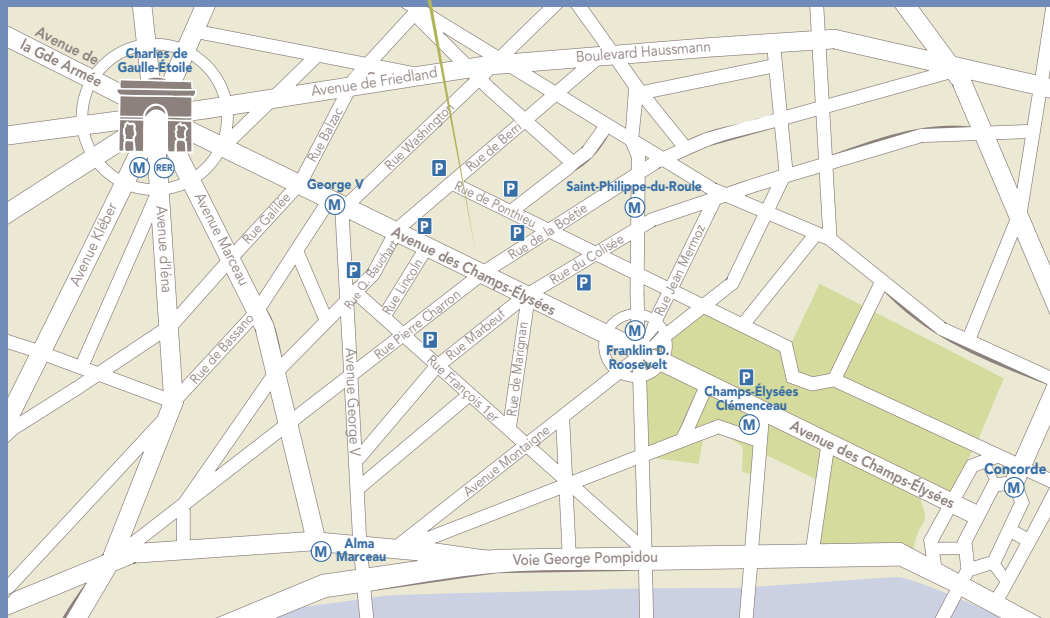 Avenue de
la Gde Armée
Charles de
Gaulle-Étoile
Boulevard Haussmann
Avenue de Friedland
Rue Balzac
Rue Washington
Rue de Berri
M
RER
P
George V
M
Rue de Ponthieu
P
Saint-Philippe-du-Roule
M
Avenue Kléber
Avenue d'Iéna
Avenue Marceau
Rue Galilée
P
Avenue des Champs-Élysées
P
Rue de la Boëtie
Rue du Colisée
P
Rue Jean Mermoz
P
Rue Q. Bauchart
Rue Lincoln
Rue Pierre Charron
Rue Marbeuf
Rue de Marignan
M
Franklin D.
Roosevelt
Rue de Bassano
Avenue George V
P
Rue François 1er
P
Champs-Élysées
Clémenceau
M
Avenue des Champs-Élysées
Avenue Montaigne
Concorde
M
M
Alma
Marceau
Voie George Pompidou